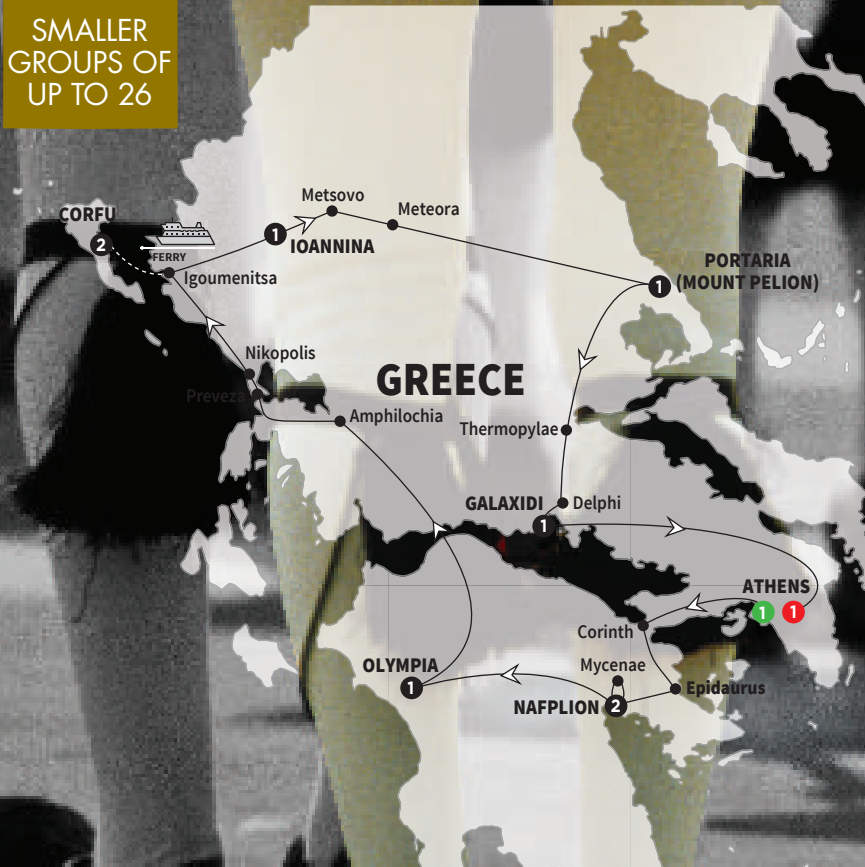 SMALLER
GROUPS OF
UP TO 26
Metsovo
Meteora
CORFU
2
FERRY
1
IOANNINA
Igoumenitsa
PORTARIA
(MOUNT PELION)
1
Nikopolis
Preveza
GREECE
Amphilochia
Thermopylae
GALAXIDI
Delphi
1
ATHENS
1
1
Corinth
Mycenae
OLYMPIA
1
Epidaurus
NAFPLION
2